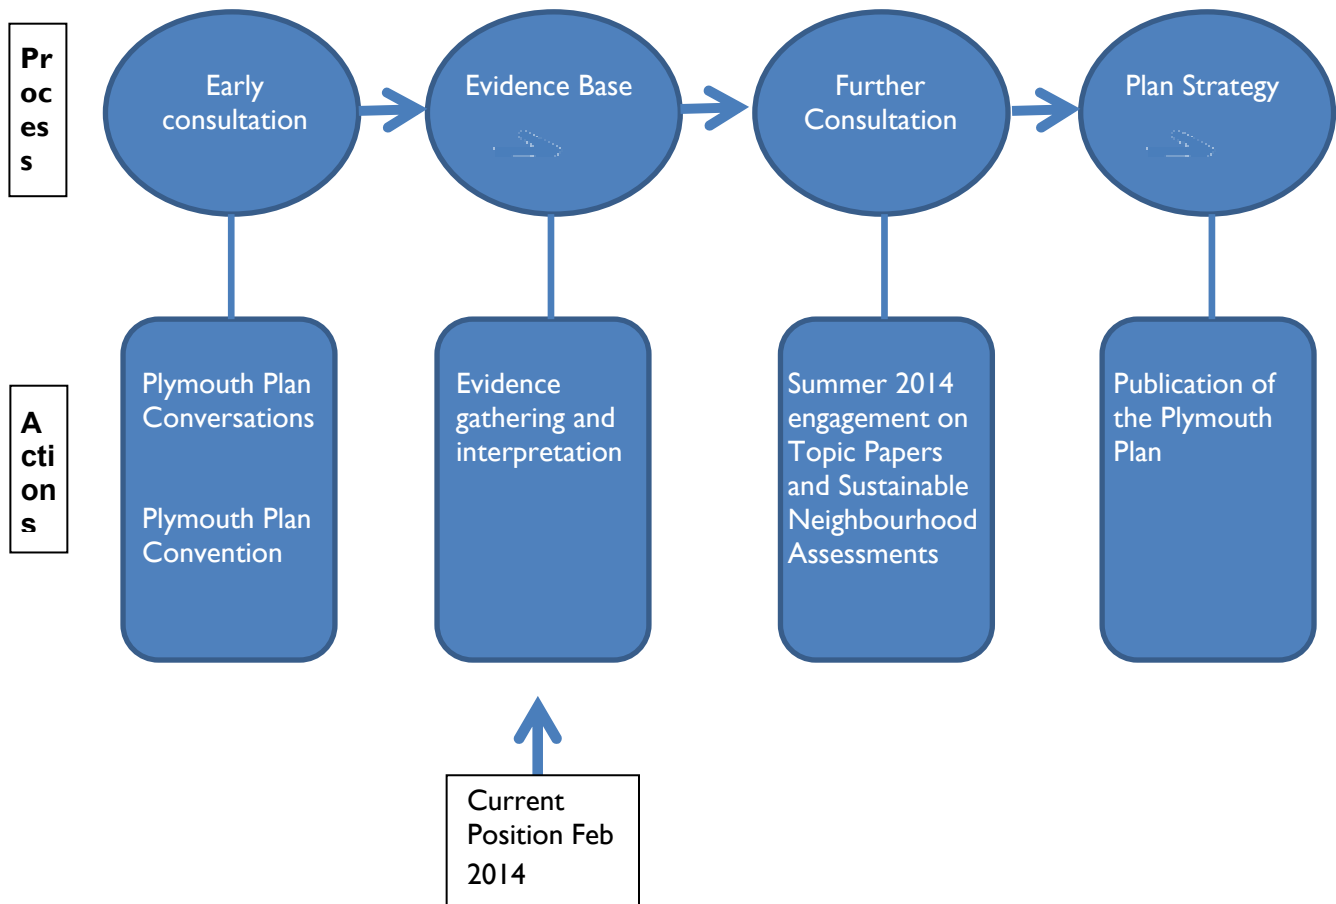 Pr
oc
es
s
Early
consultation
Evidence Base
Further
Consultation
Plan Strategy
A
cti
on
s
Plymouth Plan
Conversations
Plymouth Plan
Convention
Evidence
gathering and
interpretation
Summer 2014
engagement on
Topic Papers
and Sustainable
Neighbourhood
Assessments
Publication of
the Plymouth
Plan
Current
Position Feb
2014